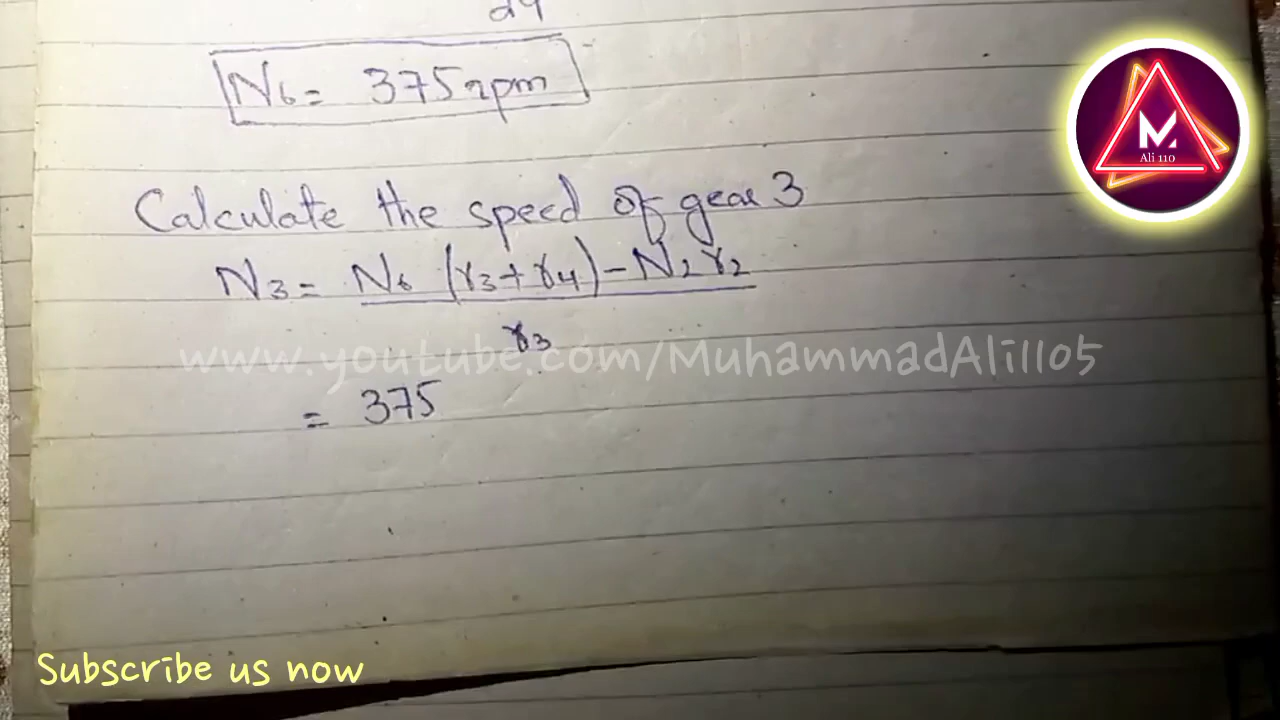 24
N6 = 375 rpm
M
Ali 110
Calculate the speed of gear 3
N3 = N6 (r3 + r4) - N2 r2
r3
www.youtube.com/MuhammadAli1105
= 375
Subscribe us now